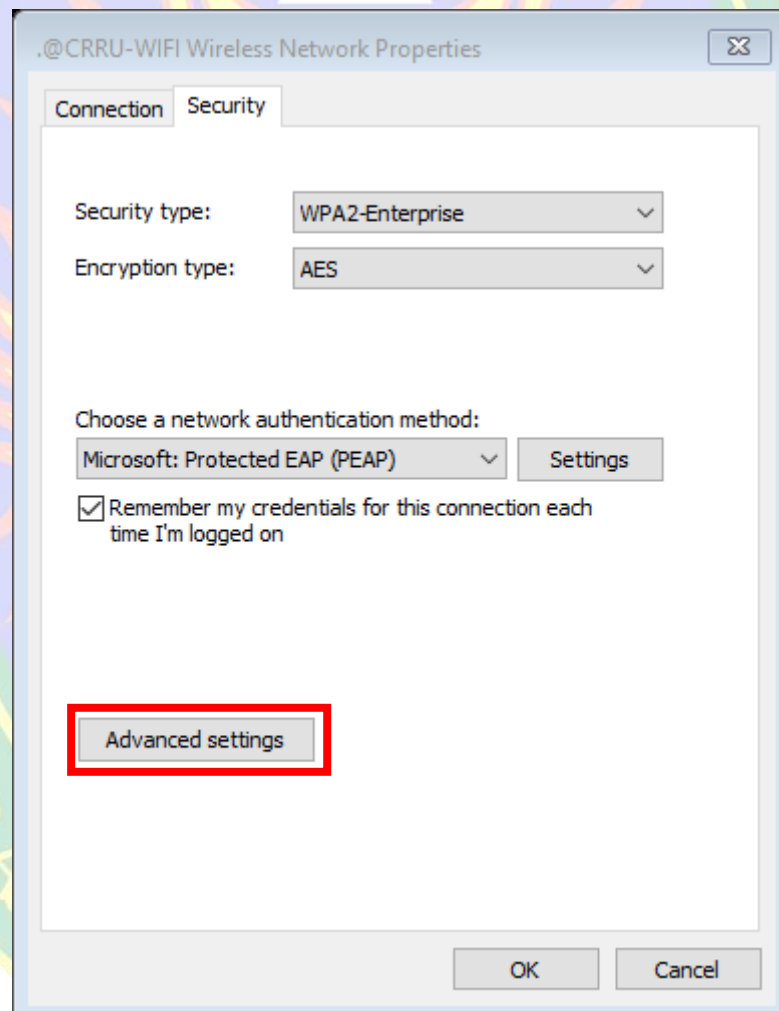 .@CRRU-WIFI Wireless Network Properties
Connection Security
Security type: WPA2-Enterprise
Encryption type: AES
Choose a network authentication method:
Microsoft: Protected EAP (PEAP) Settings
Remember my credentials for this connection each
time I'm logged on
Advanced settings
OK Cancel